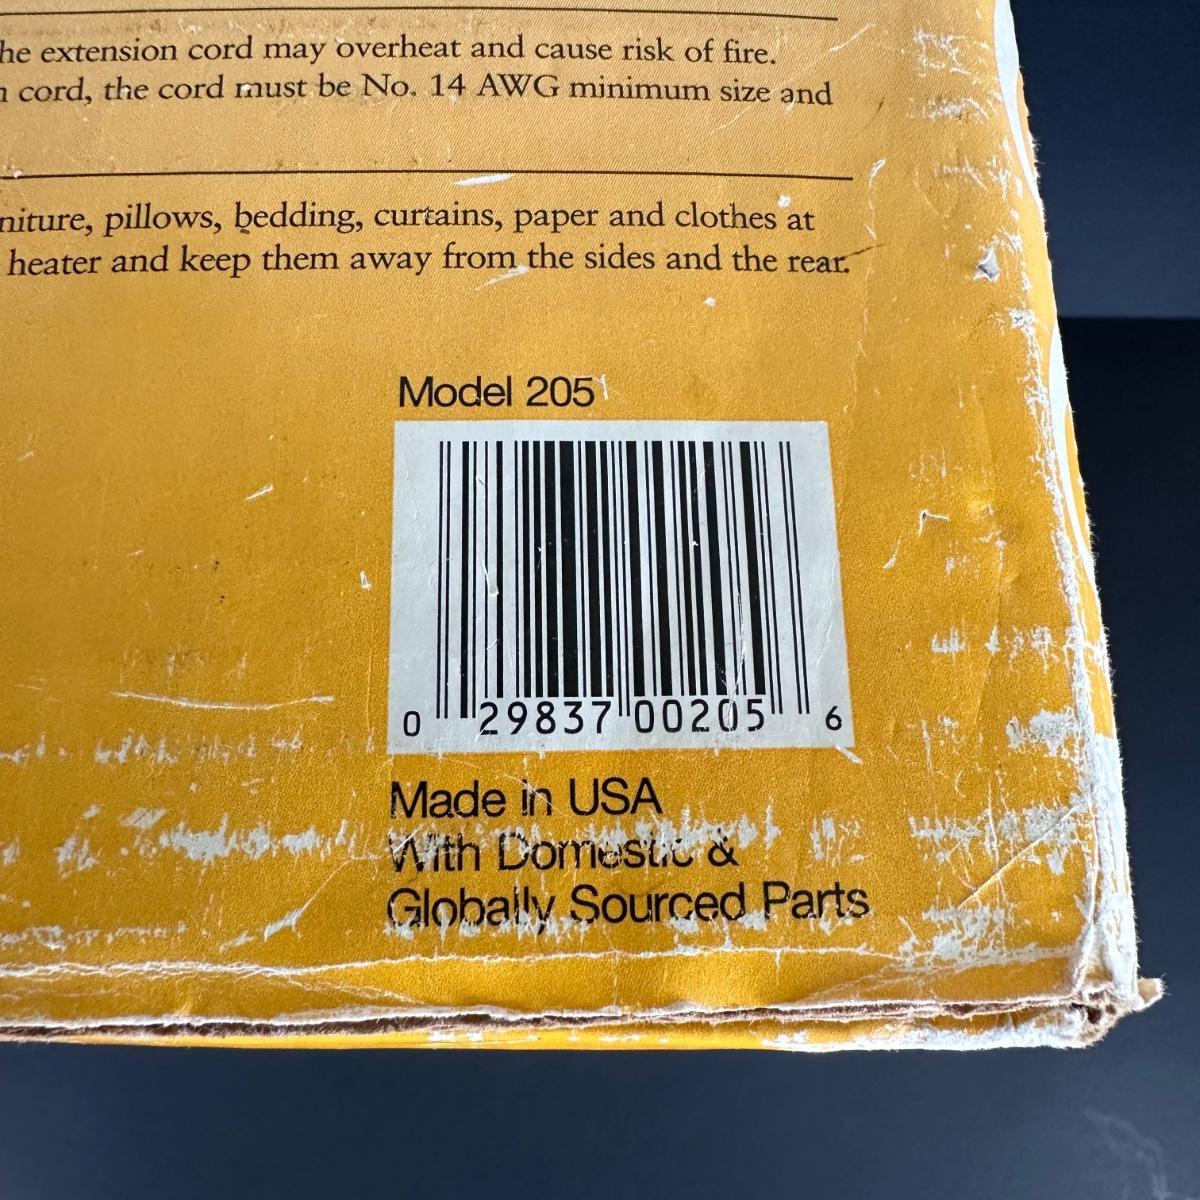 he extension cord may overheat and cause risk of fire.
cord, the cord must be No. 14 AWG minimum size and
niture, pillows, bedding, curtains, paper and clothes at
heater and keep them away from the sides and the rear.
Model 205
0 29837 00205 6
Made in USA
With Domestic &
Globally Sourced Parts